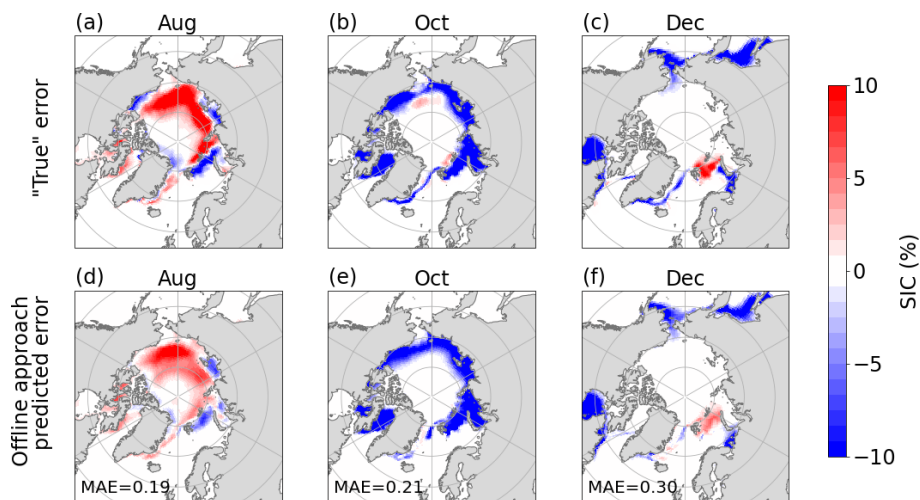 (a) Aug
(b) Oct
(c) Dec
"True" error
(d) Aug
(e) Oct
(f) Dec
Offline approach
predicted error
MAE=0.19
MAE=0.21
MAE=0.30
10
5
0
−5
−10
SIC (%)